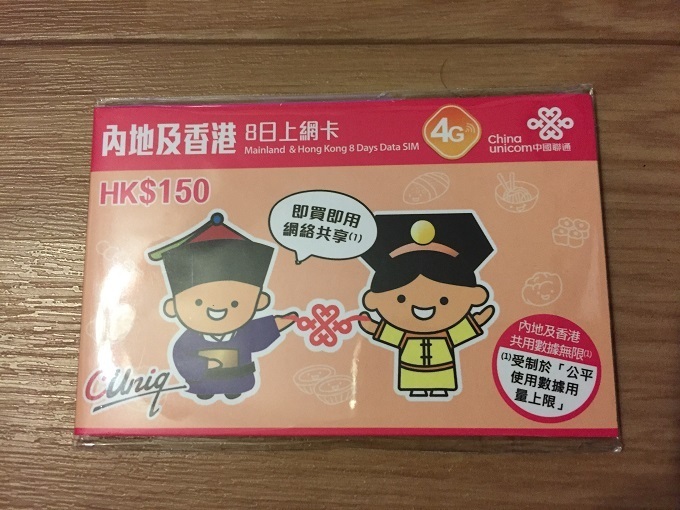 內地及香港 8日上網卡
Mainland & Hong Kong 8 Days Data SIM
4G
China
unicom中國聯通
HK$150
即買即用
網絡共享(1)
CUniq
內地及香港
共用數據無限(1)
(1)受制於「公平
使用數據用
量上限」